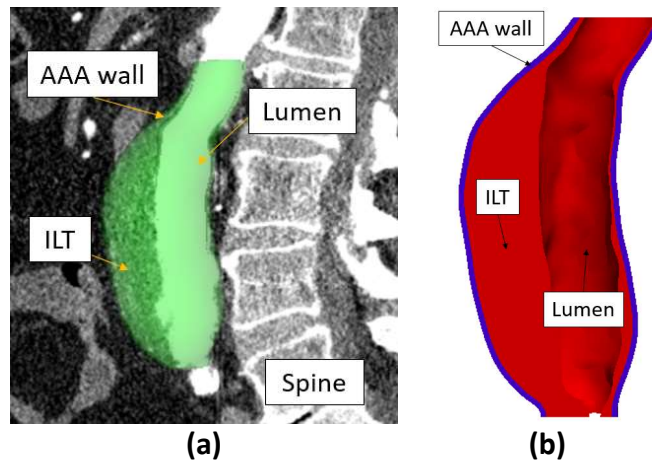 AAA wall
Lumen
ILT
Spine
(a)
AAA wall
ILT
Lumen
(b)